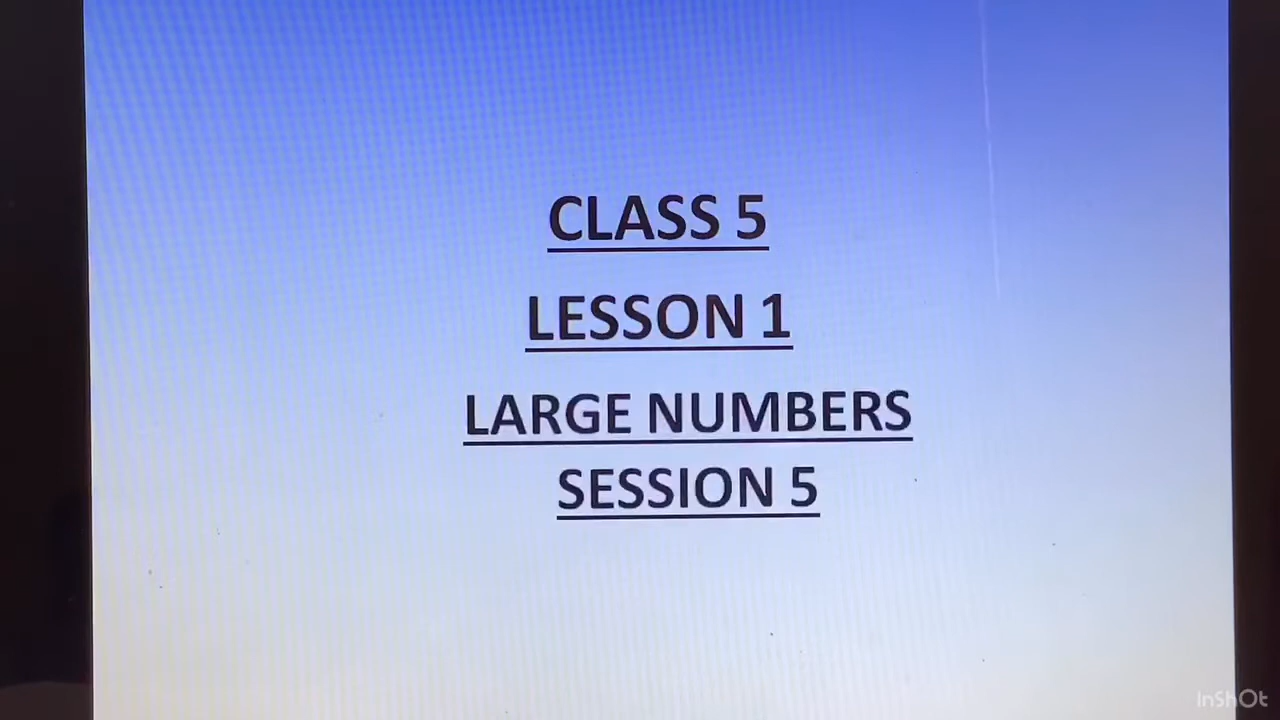 CLASS 5
LESSON 1
LARGE NUMBERS
SESSION 5
InShOt